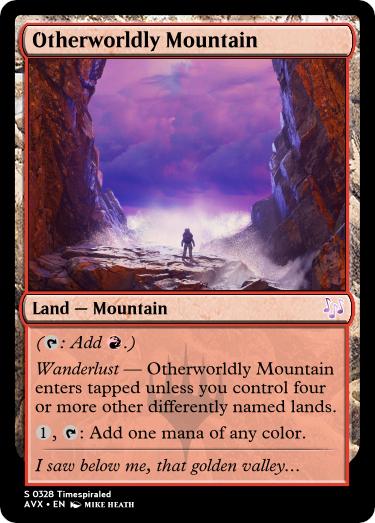 Otherworldly Mountain
Land — Mountain
(T: Add R.)
Wanderlust — Otherworldly Mountain
enters tapped unless you control four
or more other differently named lands.
1, T: Add one mana of any color.
I saw below me, that golden valley...
S 0328 Timespiraled
AVX • EN MIKE HEATH